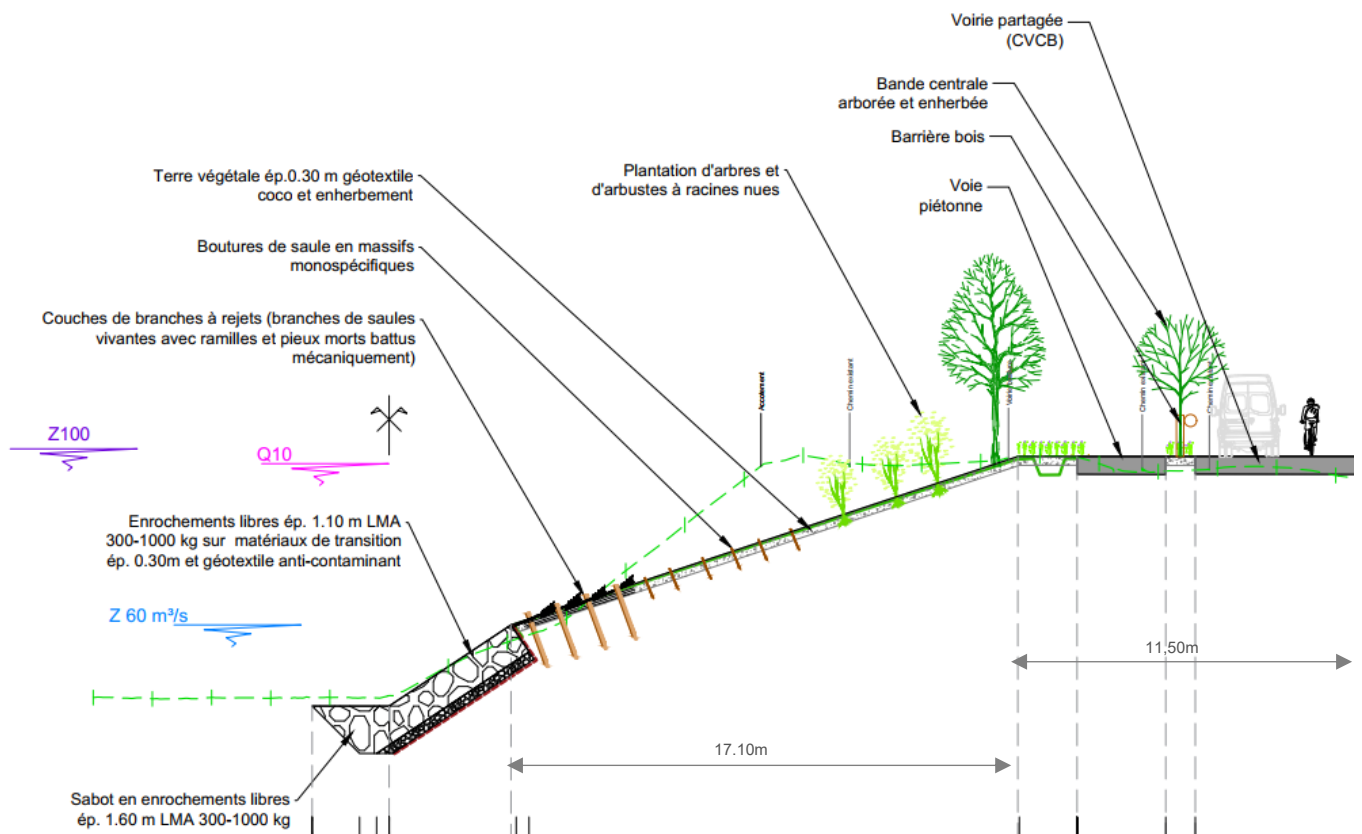 Voirie partagée
(CVCB)
Bande centrale
arborée et enherbée
Barrière bois
Voie
piétonne
Plantation d'arbres et
d'arbustes à racines nues
Terre végétale ép.0.30 m géotextile
coco et enherbement
Boutures de saule en massifs
monospécifiques
Couches de branches à rejets (branches de saules
vivantes avec ramilles et pieux morts battus
mécaniquement)
Accotement
Chemin existant
Chemin
Chemin
Z100
Q10
Enrochements libres ép. 1.10 m LMA
300-1000 kg sur matériaux de transition
ép. 0.30m et géotextile anti-contaminant
Z 60 m³/s
11,50m
17.10m
Sabot en enrochements libres
ép. 1.60 m LMA 300-1000 kg